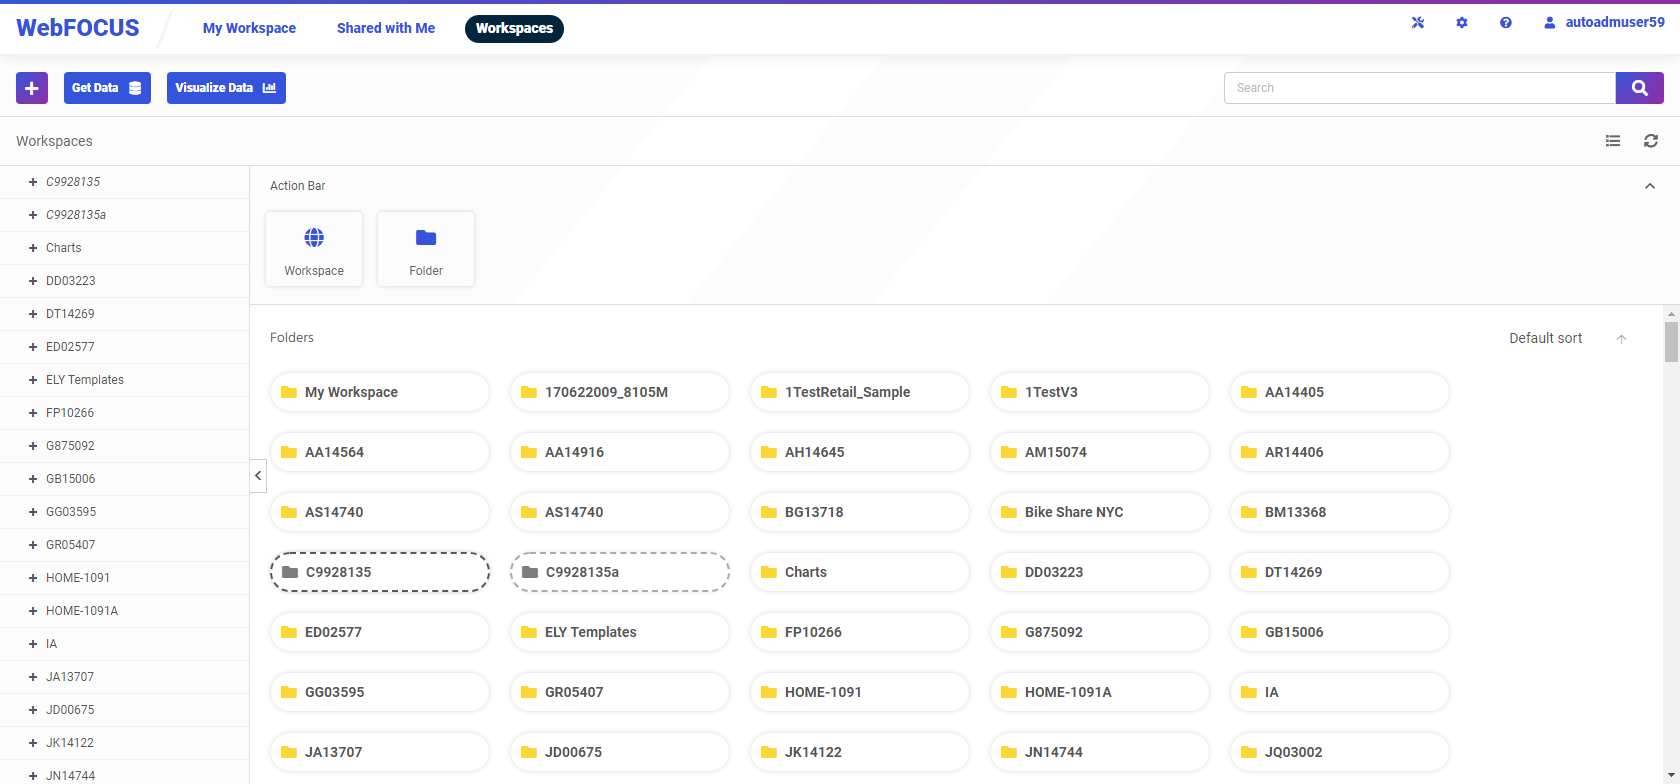 WebFOCUS
My Workspace Shared with Me Workspaces
autoadmuser59
Get Data Visualize Data
Search
Workspaces
C9928135
C9928135a
Charts
DD03223
DT14269
ED02577
ELY Templates
FP10266
G875092
GB15006
GG03595
GR05407
HOME-1091
HOME-1091A
IA
JA13707
JD00675
JK14122
JN14744
Action Bar
Workspace Folder
Folders Default sort
My Workspace 170622009_8105M 1TestRetail_Sample 1TestV3 AA14405
AA14564 AA14916 AH14645 AM15074 AR14406
AS14740 AS14740 BG13718 Bike Share NYC BM13368
C9928135 C9928135a Charts DD03223 DT14269
ED02577 ELY Templates FP10266 G875092 GB15006
GG03595 GR05407 HOME-1091 HOME-1091A IA
JA13707 JD00675 JK14122 JN14744 JQ03002